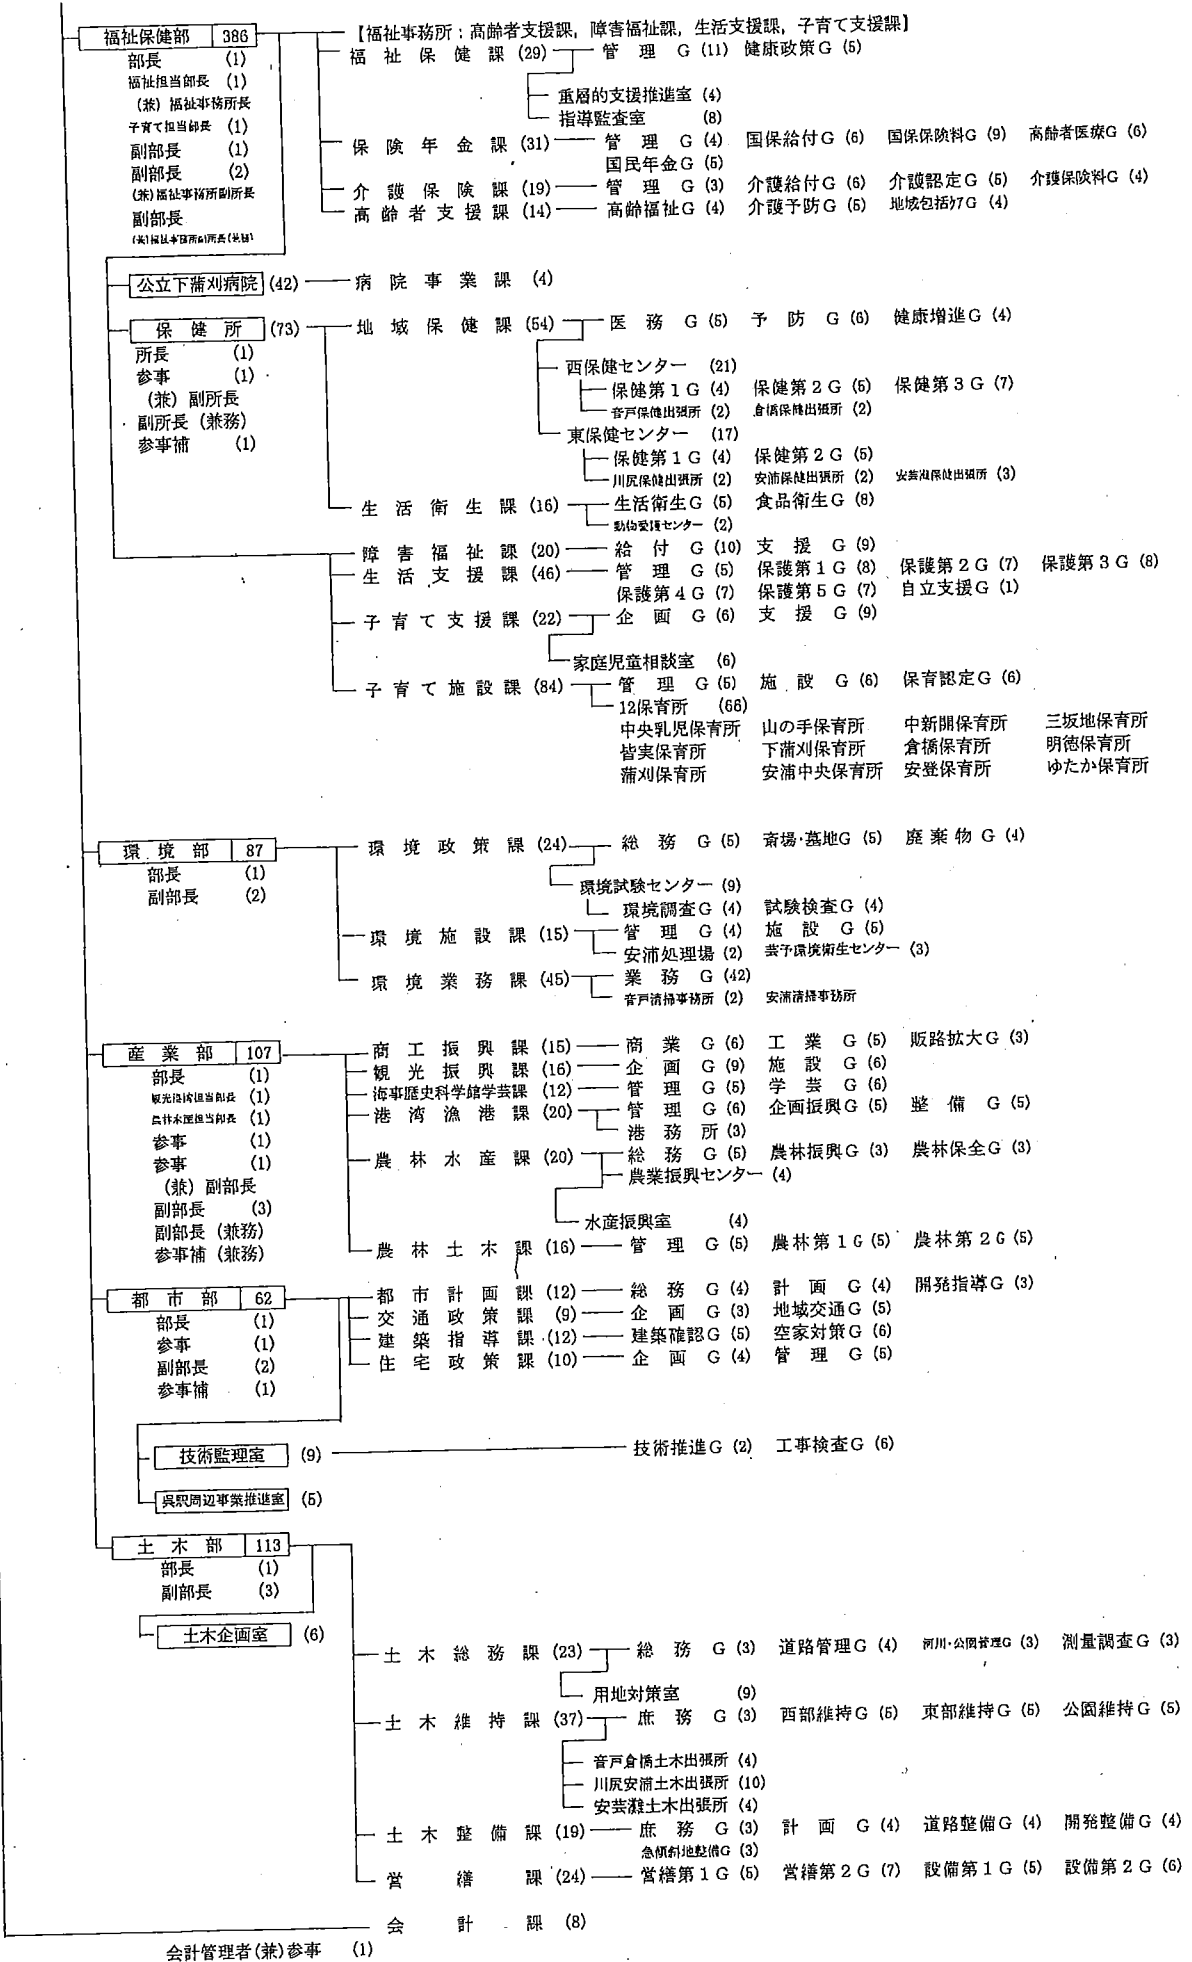 福祉保健部 386 【福祉事務所：高齢者支援課，障害福祉課，生活支援課，子育て支援課】
部長 (1) 福祉保健課 (29) 管理G (11) 健康政策G (5)
福祉担当部長 (1)
（兼）福祉事務所長 重層的支援推進室 (4)
子育て担当部長 (1) 指導監査室 (8)
副部長 (1) 保険年金課 (31) 管理G (4) 国保給付G (6) 国保保険料G (9) 高齢者医療G (6)
副部長 (2) 国民年金G (5)
（兼）福祉事務所副所長 介護保険課 (19) 管理G (3) 介護給付G (6) 介護認定G (5) 介護保険料G (4)
副部長 高齢者支援課 (14) 高齢福祉G (4) 介護予防G (5) 地域包括ケアG (4)
（兼）福祉事務所副所長（兼務）
公立下蒲刈病院 (42) 病院事業課 (4)
保健所 (73) 地域保健課 (54) 医務G (5) 予防G (6) 健康増進G (4)
所長 (1)
参事 (1) 西保健センター (21)
（兼）副所長 保健第1G (4) 保健第2G (5) 保健第3G (7)
副所長（兼務） 音戸保健出張所 (2) 倉橋保健出張所 (2)
参事補 (1) 東保健センター (17)
保健第1G (4) 保健第2G (5)
川尻保健出張所 (2) 安浦保健出張所 (2) 安芸灘保健出張所 (3)
生活衛生課 (16) 生活衛生G (5) 食品衛生G (8)
動物愛護センター (2)
障害福祉課 (20) 給付G (10) 支援G (9)
生活支援課 (46) 管理G (5) 保護第1G (8) 保護第2G (7) 保護第3G (8)
保護第4G (7) 保護第5G (7) 自立支援G (1)
子育て支援課 (22) 企画G (6) 支援G (9)
家庭児童相談室 (6)
子育て施設課 (84) 管理G (5) 施設G (6) 保育認定G (6)
12保育所 (66)
中央乳児保育所 山の手保育所 中新開保育所 三坂地保育所
皆実保育所 下蒲刈保育所 倉橋保育所 明徳保育所
蒲刈保育所 安浦中央保育所 安登保育所 ゆたか保育所
環境部 87 環境政策課 (24) 総務G (5) 斎場・墓地G (5) 廃棄物G (4)
部長 (1)
副部長 (2) 環境試験センター (9)
環境調査G (4) 試験検査G (4)
環境施設課 (15) 管理G (4) 施設G (5)
安浦処理場 (2) 芸予環境衛生センター (3)
環境業務課 (45) 業務G (42)
音戸清掃事務所 (2) 安浦清掃事務所
産業部 107 商工振興課 (15) 商業G (6) 工業G (5) 販路拡大G (3)
部長 (1) 観光振興課 (16) 企画G (9) 施設G (6)
観光港湾担当部長 (1) 海事歴史科学館学芸課 (12) 管理G (5) 学芸G (6)
農林水産担当部長 (1) 港湾漁港課 (20) 管理G (6) 企画振興G (5) 整備G (5)
参事 (1) 港務所 (3)
参事 (1) 農林水産課 (20) 総務G (5) 農林振興G (3) 農林保全G (3)
（兼）副部長 農業振興センター (4)
副部長 (3)
副部長（兼務） 水産振興室 (4)
参事補（兼務） 農林土木課 (16) 管理G (5) 農林第1G (5) 農林第2G (5)
都市部 62 都市計画課 (12) 総務G (4) 計画G (4) 開発指導G (3)
部長 (1) 交通政策課 (9) 企画G (3) 地域交通G (5)
参事 (1) 建築指導課 (12) 建築確認G (5) 空家対策G (6)
副部長 (2) 住宅政策課 (10) 企画G (4) 管理G (5)
参事補 (1)
技術監理室 (9) 技術推進G (2) 工事検査G (6)
呉駅周辺事業推進室 (5)
土木部 113
部長 (1)
副部長 (3)
土木企画室 (6)
土木総務課 (23) 総務G (3) 道路管理G (4) 河川・公園管理G (3) 測量調査G (3)
用地対策室 (9)
土木維持課 (37) 庶務G (3) 西部維持G (5) 東部維持G (5) 公園維持G (5)
音戸倉橋土木出張所 (4)
川尻安浦土木出張所 (10)
安芸灘土木出張所 (4)
土木整備課 (19) 庶務G (3) 計画G (4) 道路整備G (4) 開発整備G (4)
急傾斜地整備G (3)
営繕課 (24) 営繕第1G (5) 営繕第2G (7) 設備第1G (5) 設備第2G (6)
会計課 (8)
会計管理者(兼)参事 (1)